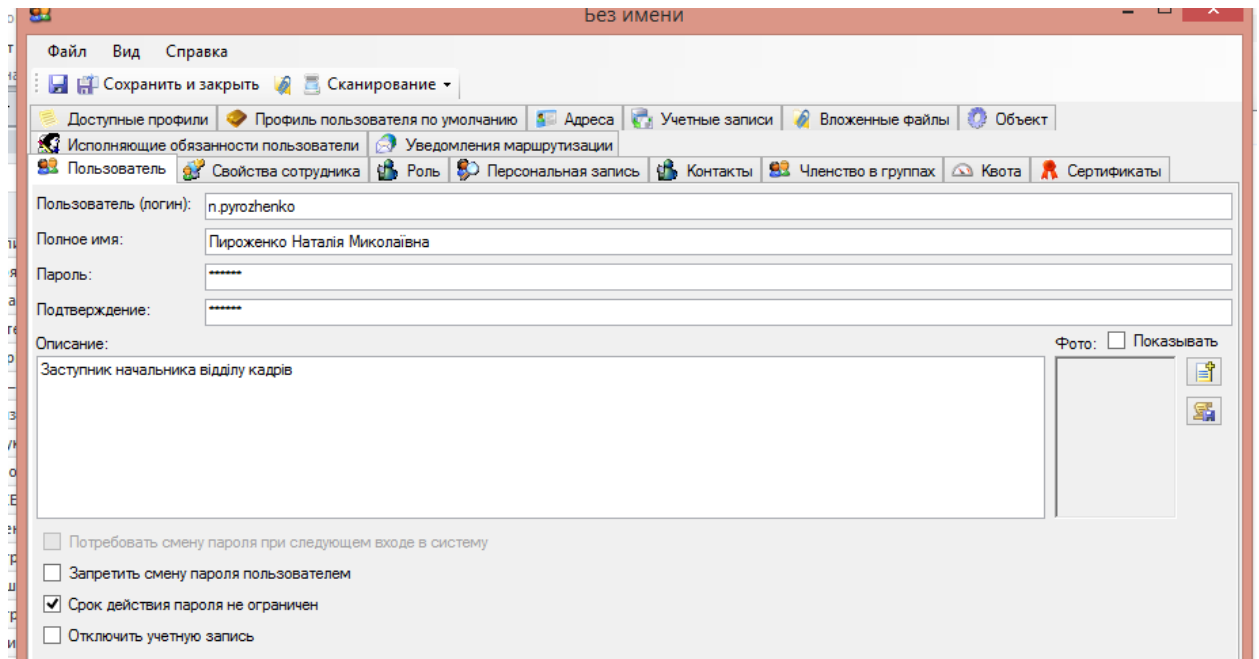 Без имени
Файл Вид Справка
Сохранить и закрыть Сканирование
Доступные профили Профиль пользователя по умолчанию Адреса Учетные записи Вложенные файлы Объект
Исполняющие обязанности пользователи Уведомления маршрутизации
Пользователь Свойства сотрудника Роль Персональная запись Контакты Членство в группах Квота Сертификаты
Пользователь (логин): n.pyrozhenko
Полное имя: Пироженко Наталія Миколаївна
Пароль: ******
Подтверждение: ******
Описание: Фото: Показывать
Заступник начальника відділу кадрів
Потребовать смену пароля при следующем входе в систему
Запретить смену пароля пользователем
Срок действия пароля не ограничен
Отключить учетную запись